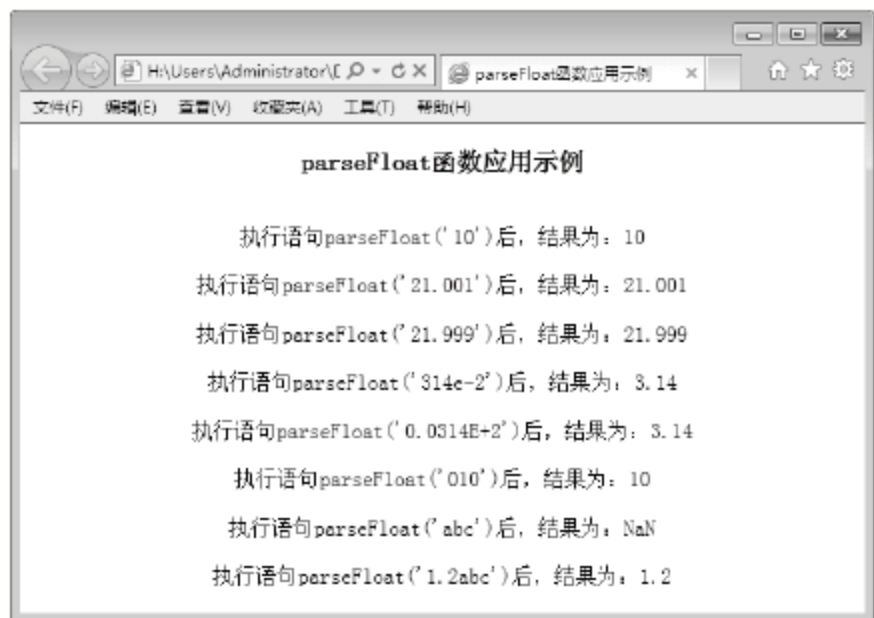 H:\Users\Administrator\D
parseFloat函数应用示例
文件(F) 编辑(E) 查看(V) 收藏夹(A) 工具(T) 帮助(H)
parseFloat函数应用示例
执行语句parseFloat('10')后，结果为：10
执行语句parseFloat('21.001')后，结果为：21.001
执行语句parseFloat('21.999')后，结果为：21.999
执行语句parseFloat('314e-2')后，结果为：3.14
执行语句parseFloat('0.0314E+2')后，结果为：3.14
执行语句parseFloat('010')后，结果为：10
执行语句parseFloat('abc')后，结果为：NaN
执行语句parseFloat('1.2abc')后，结果为：1.2